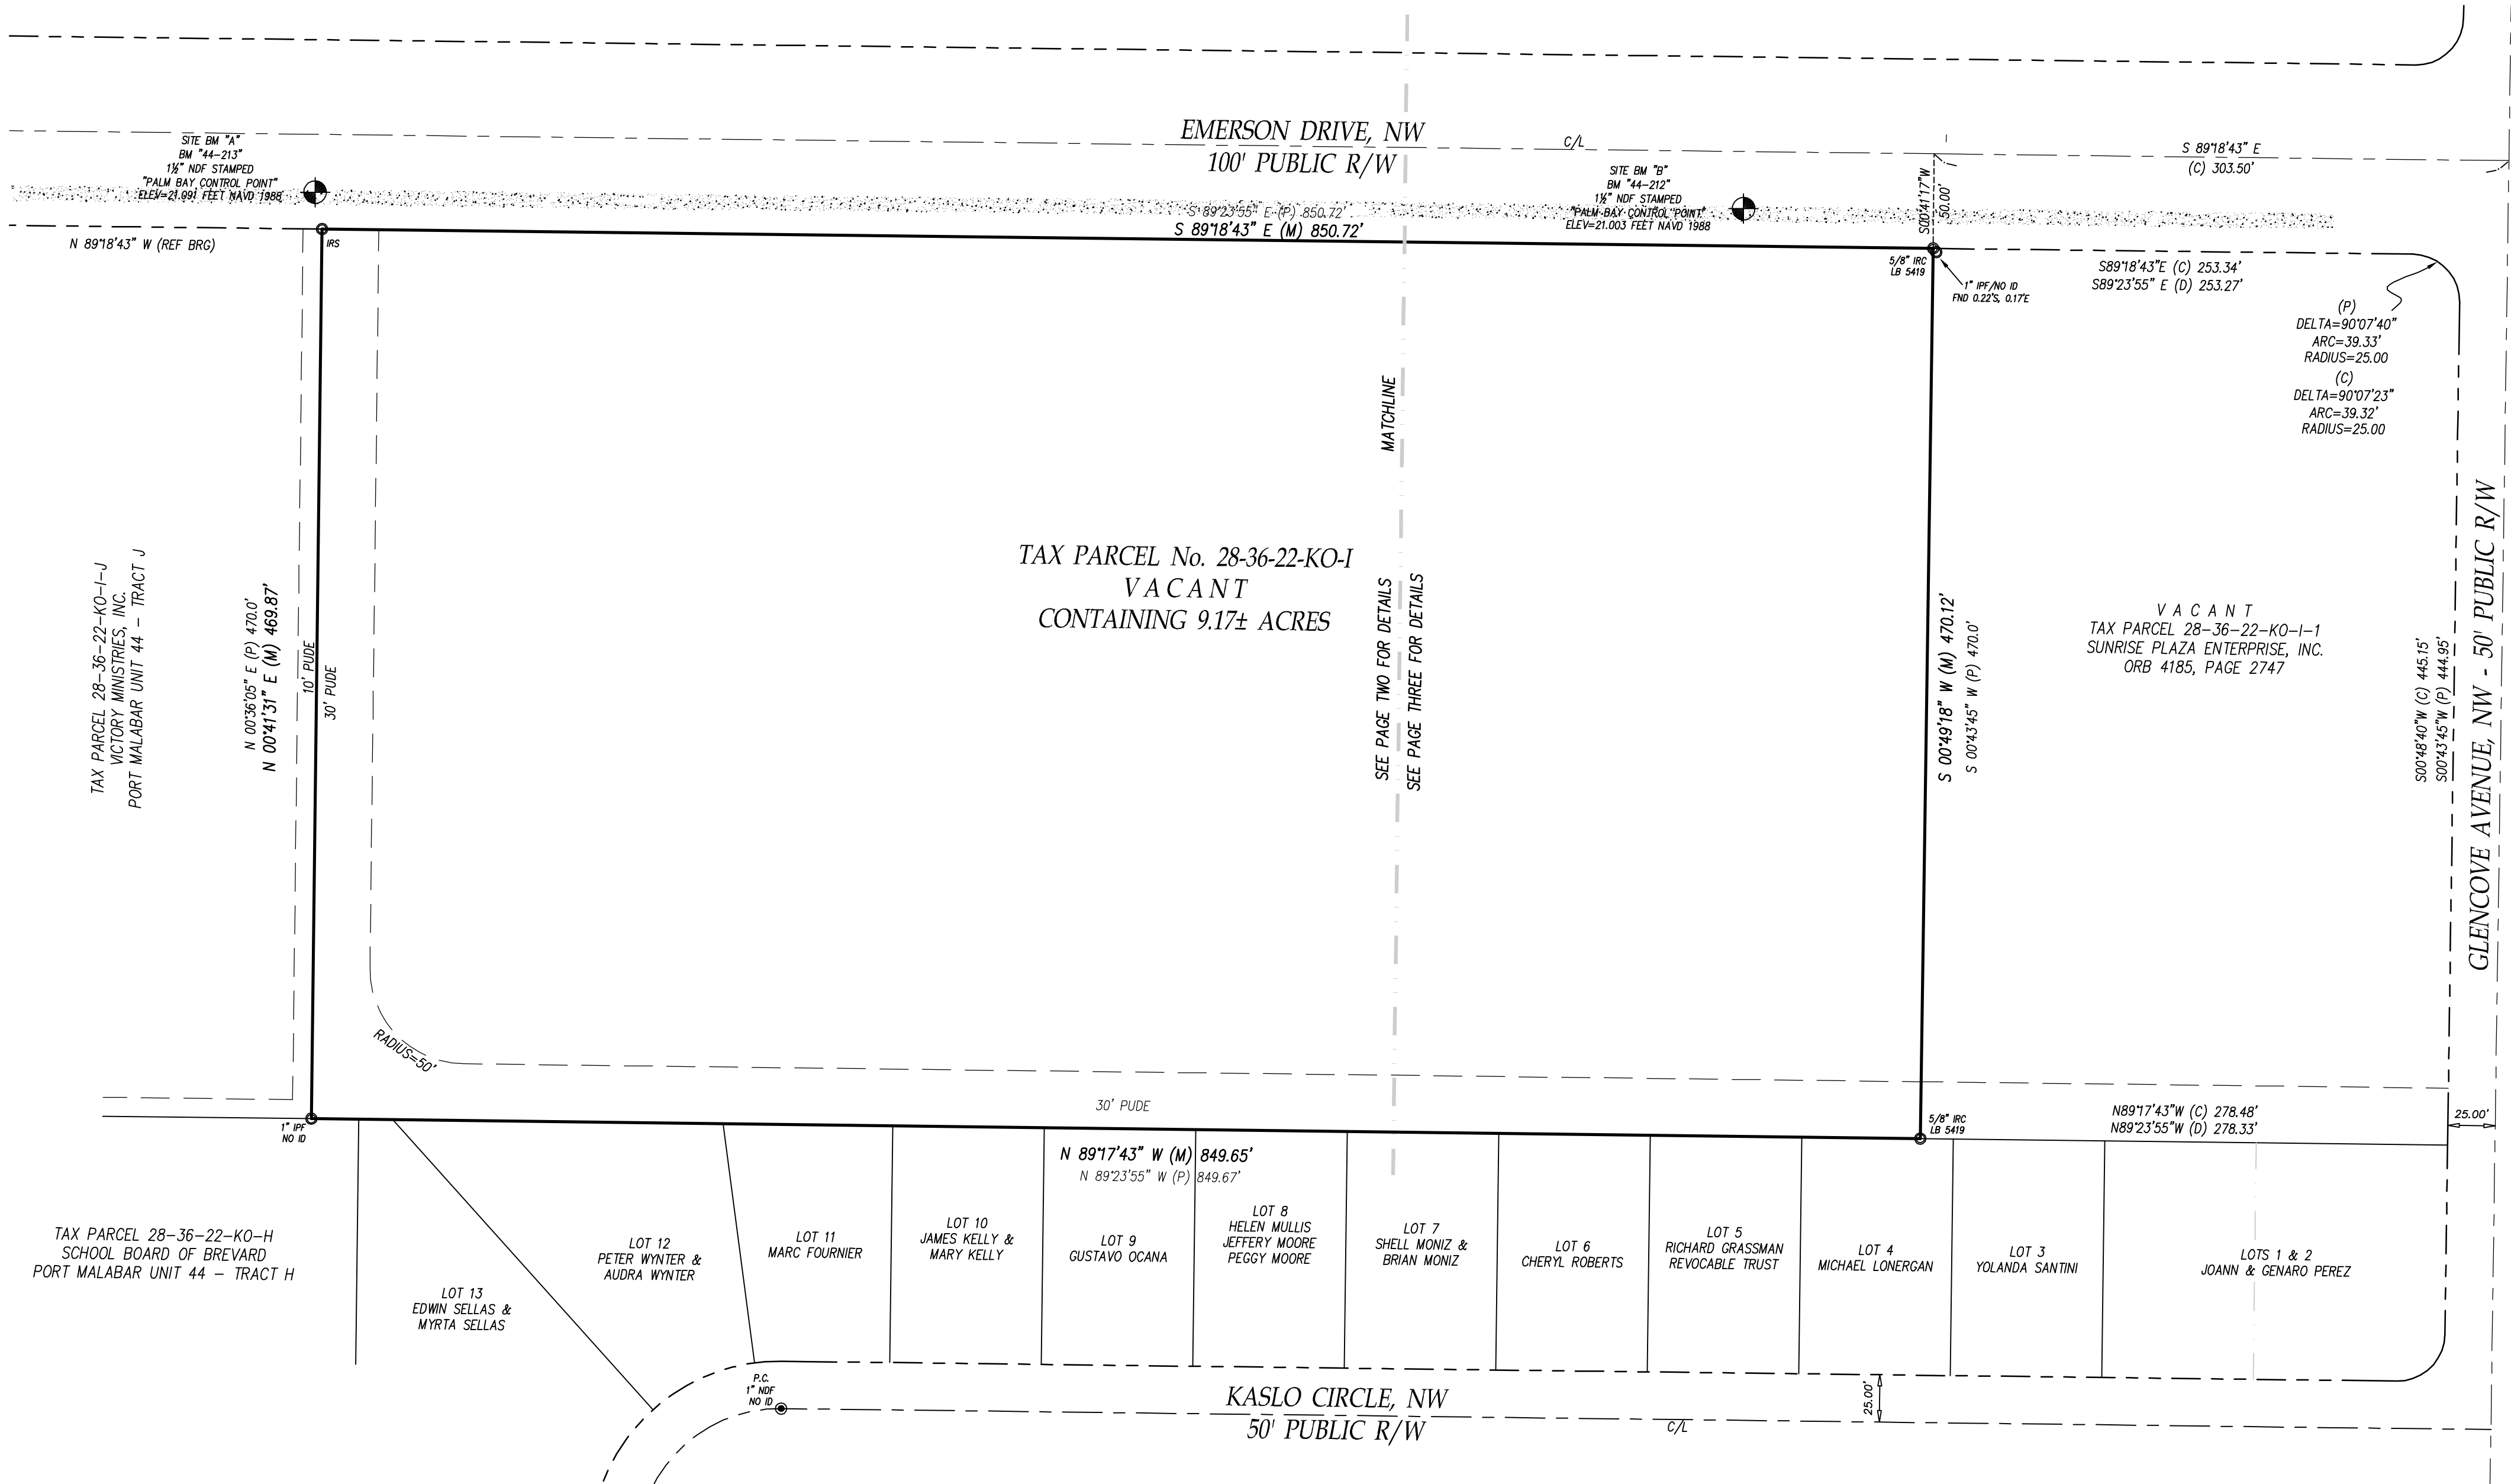 EMERSON DRIVE, NW
100' PUBLIC R/W
C/L
S 89°18'43" E
(C) 303.50'
SITE BM "A"
BM "44-213"
1½" NDF STAMPED
"PALM BAY CONTROL POINT"
ELEV=21.091 FEET NAVD 1988
SITE BM "B"
BM "44-212"
1½" NDF STAMPED
"PALM BAY CONTROL POINT"
ELEV=21.003 FEET NAVD 1988
S00°41'17"W
50.00'
S 89°23'55" E (P) 850.72'
S 89°18'43" E (M) 850.72'
N 89°18'43" W (REF BRG)
IRS
5/8" IRC
LB 5419
1" IPF/NO ID
FND 0.22'S, 0.17'E
S89°18'43"E (C) 253.34'
S89°23'55" E (D) 253.27'
(P)
DELTA=90°07'40"
ARC=39.33'
RADIUS=25.00
(C)
DELTA=90°07'23"
ARC=39.32'
RADIUS=25.00
MATCHLINE
TAX PARCEL No. 28-36-22-KO-I
VACANT
CONTAINING 9.17± ACRES
SEE PAGE TWO FOR DETAILS
SEE PAGE THREE FOR DETAILS
TAX PARCEL 28-36-22-KO-I-J
VICTORY MINISTRIES, INC.
PORT MALABAR UNIT 44 - TRACT J
N 00°36'05" E (P) 470.0'
N 00°41'31" E (M) 469.87'
10' PUDE
30' PUDE
S 00°49'18" W (M) 470.12'
S 00°43'45" W (P) 470.0'
V A C A N T
TAX PARCEL 28-36-22-KO-I-1
SUNRISE PLAZA ENTERPRISE, INC.
ORB 4185, PAGE 2747
S00°48'40"W (C) 445.15'
S00°43'45"W (P) 444.95'
GLENCOVE AVENUE, NW - 50' PUBLIC R/W
RADIUS=50'
30' PUDE
1" IPF
NO ID
5/8" IRC
LB 5419
N89°17'43"W (C) 278.48'
N89°23'55"W (D) 278.33'
25.00'
N 89°17'43" W (M) 849.65'
N 89°23'55" W (P) 849.67'
TAX PARCEL 28-36-22-KO-H
SCHOOL BOARD OF BREVARD
PORT MALABAR UNIT 44 - TRACT H
LOT 13
EDWIN SELLAS &
MYRTA SELLAS
LOT 12
PETER WYNTER &
AUDRA WYNTER
LOT 11
MARC FOURNIER
LOT 10
JAMES KELLY &
MARY KELLY
LOT 9
GUSTAVO OCANA
LOT 8
HELEN MULLIS
JEFFERY MOORE
PEGGY MOORE
LOT 7
SHELL MONIZ &
BRIAN MONIZ
LOT 6
CHERYL ROBERTS
LOT 5
RICHARD GRASSMAN
REVOCABLE TRUST
LOT 4
MICHAEL LONERGAN
LOT 3
YOLANDA SANTINI
LOTS 1 & 2
JOANN & GENARO PEREZ
P.C.
1" NDF
NO ID
KASLO CIRCLE, NW
50' PUBLIC R/W
C/L
25.00'